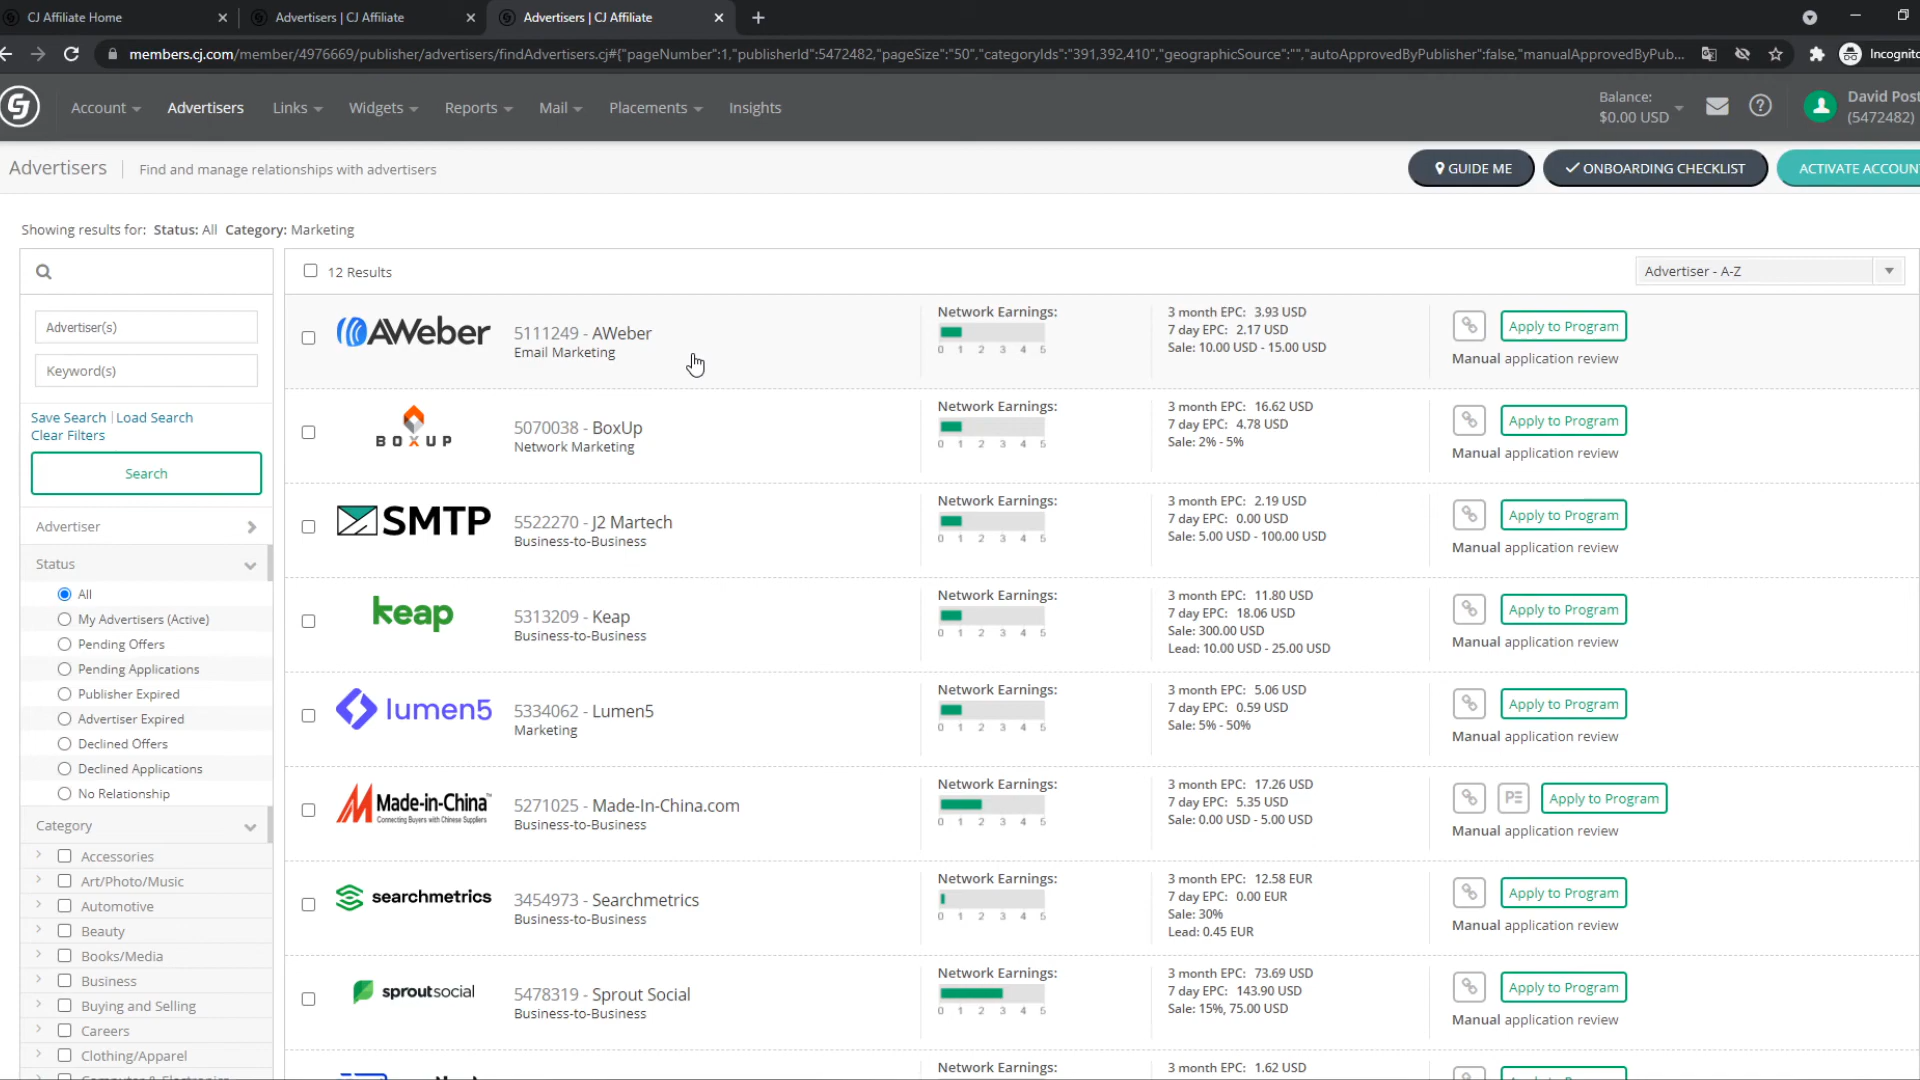 CJ Affiliate Home
Advertisers | CJ Affiliate
Advertisers | CJ Affiliate
members.cj.com/member/4976669/publisher/advertisers/findAdvertisers.cj#{"pageNumber":1,"publisherId":5472482,"pageSize":"50","categoryIds":"391,392,410","geographicSource":"","autoApprovedByPublisher":false,"manualApprovedByPub...
Incognito
Account
Advertisers
Links
Widgets
Reports
Mail
Placements
Insights
Balance:
$0.00 USD
David Post
(5472482)
Advertisers
Find and manage relationships with advertisers
GUIDE ME
ONBOARDING CHECKLIST
ACTIVATE ACCOUN
Showing results for: Status: All Category: Marketing
12 Results
Advertiser - A-Z
Advertiser(s)
Keyword(s)
Save Search | Load Search
Clear Filters
Search
Advertiser
Status
All
My Advertisers (Active)
Pending Offers
Pending Applications
Publisher Expired
Advertiser Expired
Declined Offers
Declined Applications
No Relationship
Category
Accessories
Art/Photo/Music
Automotive
Beauty
Books/Media
Business
Buying and Selling
Careers
Clothing/Apparel
AWeber
5111249 - AWeber
Email Marketing
Network Earnings:
0 1 2 3 4 5
3 month EPC: 3.93 USD
7 day EPC: 2.17 USD
Sale: 10.00 USD - 15.00 USD
Apply to Program
Manual application review
BOXUP
5070038 - BoxUp
Network Marketing
Network Earnings:
0 1 2 3 4 5
3 month EPC: 16.62 USD
7 day EPC: 4.78 USD
Sale: 2% - 5%
Apply to Program
Manual application review
SMTP
5522270 - J2 Martech
Business-to-Business
Network Earnings:
0 1 2 3 4 5
3 month EPC: 2.19 USD
7 day EPC: 0.00 USD
Sale: 5.00 USD - 100.00 USD
Apply to Program
Manual application review
keap
5313209 - Keap
Business-to-Business
Network Earnings:
0 1 2 3 4 5
3 month EPC: 11.80 USD
7 day EPC: 18.06 USD
Sale: 300.00 USD
Lead: 10.00 USD - 25.00 USD
Apply to Program
Manual application review
lumen5
5334062 - Lumen5
Marketing
Network Earnings:
0 1 2 3 4 5
3 month EPC: 5.06 USD
7 day EPC: 0.59 USD
Sale: 5% - 50%
Apply to Program
Manual application review
Made-in-China
Connecting Buyers with Chinese Suppliers
5271025 - Made-In-China.com
Business-to-Business
Network Earnings:
0 1 2 3 4 5
3 month EPC: 17.26 USD
7 day EPC: 5.35 USD
Sale: 0.00 USD - 5.00 USD
PE
Apply to Program
Manual application review
searchmetrics
3454973 - Searchmetrics
Business-to-Business
Network Earnings:
0 1 2 3 4 5
3 month EPC: 12.58 EUR
7 day EPC: 0.00 EUR
Sale: 30%
Lead: 0.45 EUR
Apply to Program
Manual application review
sproutsocial
5478319 - Sprout Social
Business-to-Business
Network Earnings:
0 1 2 3 4 5
3 month EPC: 73.69 USD
7 day EPC: 143.90 USD
Sale: 15%, 75.00 USD
Apply to Program
Manual application review
Network Earnings:
3 month EPC: 1.62 USD